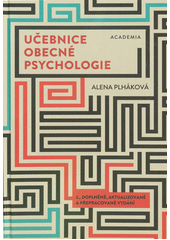 UČEBNICE
OBECNÉ
PSYCHOLOGIE
ACADEMIA
ALENA PLHÁKOVÁ
2., DOPLNĚNÉ, AKTUALIZOVANÉ
A PŘEPRACOVANÉ VYDÁNÍ